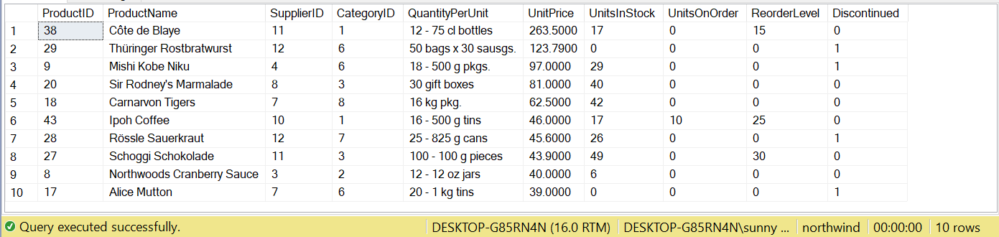 ProductID ProductName SupplierID CategoryID QuantityPerUnit UnitPrice UnitsInStock UnitsOnOrder ReorderLevel Discontinued
1 38 Côte de Blaye 11 1 12 - 75 cl bottles 263.5000 17 0 15 0
2 29 Thüringer Rostbratwurst 12 6 50 bags x 30 sausgs. 123.7900 0 0 0 1
3 9 Mishi Kobe Niku 4 6 18 - 500 g pkgs. 97.0000 29 0 0 1
4 20 Sir Rodney's Marmalade 8 3 30 gift boxes 81.0000 40 0 0 0
5 18 Carnarvon Tigers 7 8 16 kg pkg. 62.5000 42 0 0 0
6 43 Ipoh Coffee 10 1 16 - 500 g tins 46.0000 17 10 25 0
7 28 Rössle Sauerkraut 12 7 25 - 825 g cans 45.6000 26 0 0 1
8 27 Schoggi Schokolade 11 3 100 - 100 g pieces 43.9000 49 0 30 0
9 8 Northwoods Cranberry Sauce 3 2 12 - 12 oz jars 40.0000 6 0 0 0
10 17 Alice Mutton 7 6 20 - 1 kg tins 39.0000 0 0 0 1
Query executed successfully. DESKTOP-G85RN4N (16.0 RTM) DESKTOP-G85RN4N\sunny ... northwind 00:00:00 10 rows